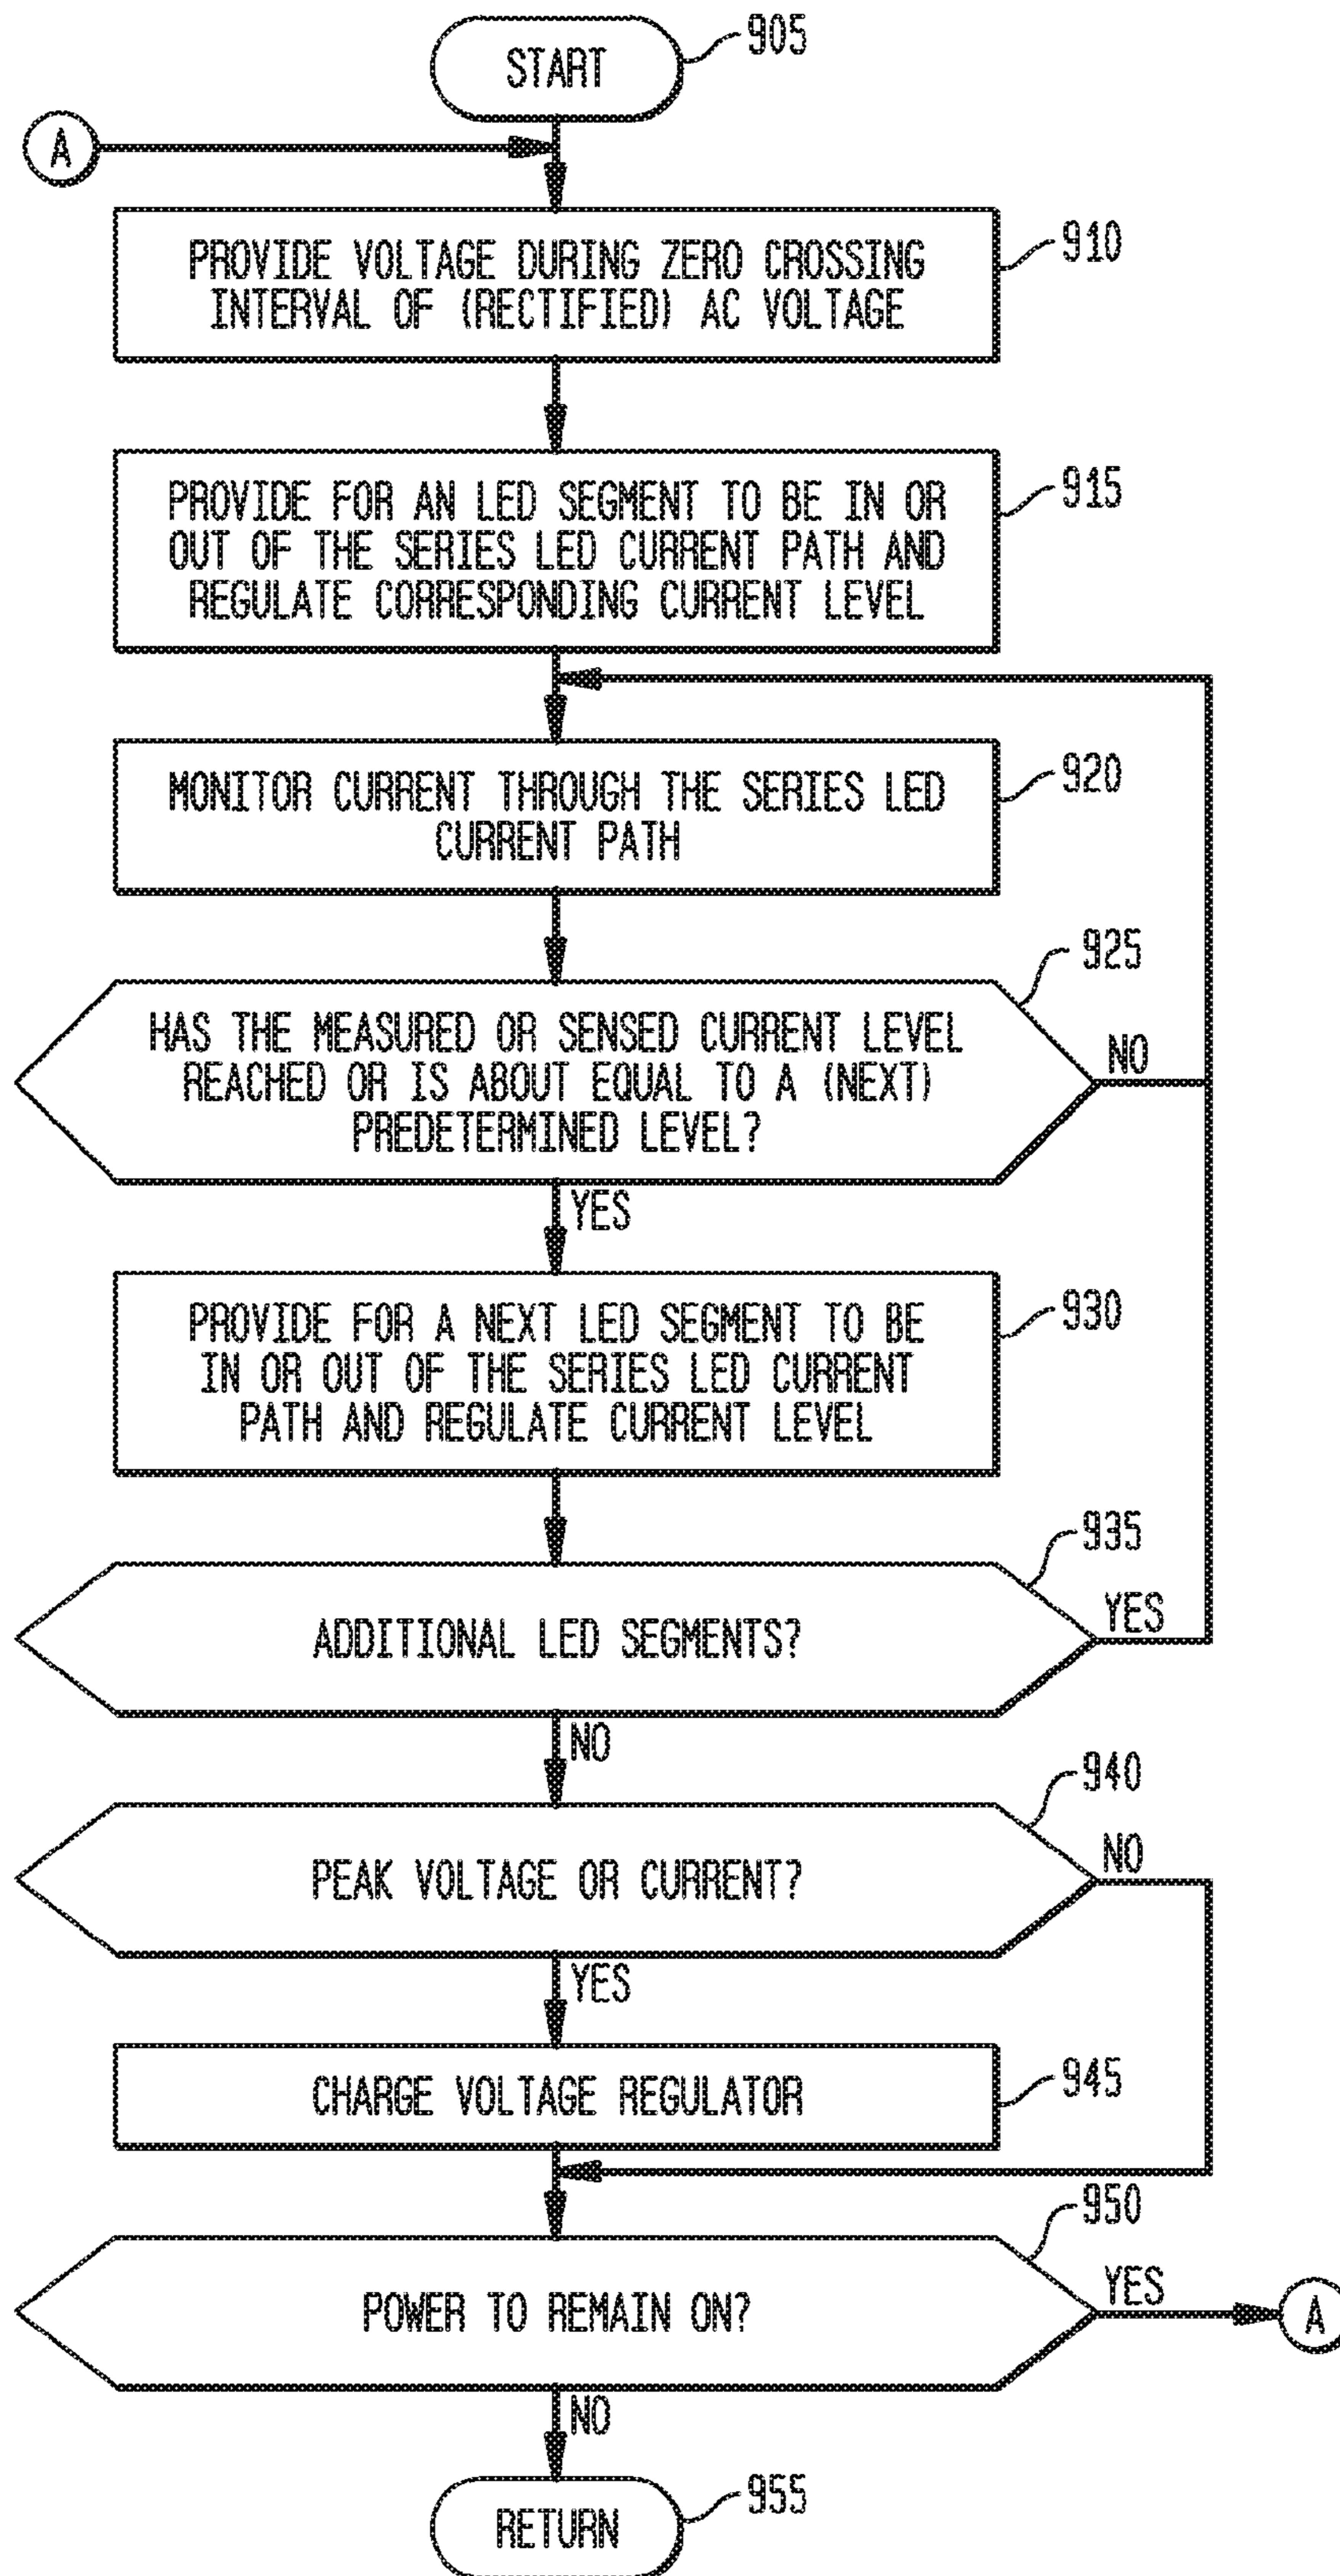 START
905
A
PROVIDE VOLTAGE DURING ZERO CROSSING
INTERVAL OF (RECTIFIED) AC VOLTAGE
910
PROVIDE FOR AN LED SEGMENT TO BE IN OR
OUT OF THE SERIES LED CURRENT PATH AND
REGULATE CORRESPONDING CURRENT LEVEL
915
MONITOR CURRENT THROUGH THE SERIES LED
CURRENT PATH
920
HAS THE MEASURED OR SENSED CURRENT LEVEL
REACHED OR IS ABOUT EQUAL TO A (NEXT)
PREDETERMINED LEVEL?
925
NO
YES
PROVIDE FOR A NEXT LED SEGMENT TO BE
IN OR OUT OF THE SERIES LED CURRENT
PATH AND REGULATE CURRENT LEVEL
930
ADDITIONAL LED SEGMENTS?
935
YES
NO
PEAK VOLTAGE OR CURRENT?
940
NO
YES
CHARGE VOLTAGE REGULATOR
945
POWER TO REMAIN ON?
950
YES
A
NO
RETURN
955